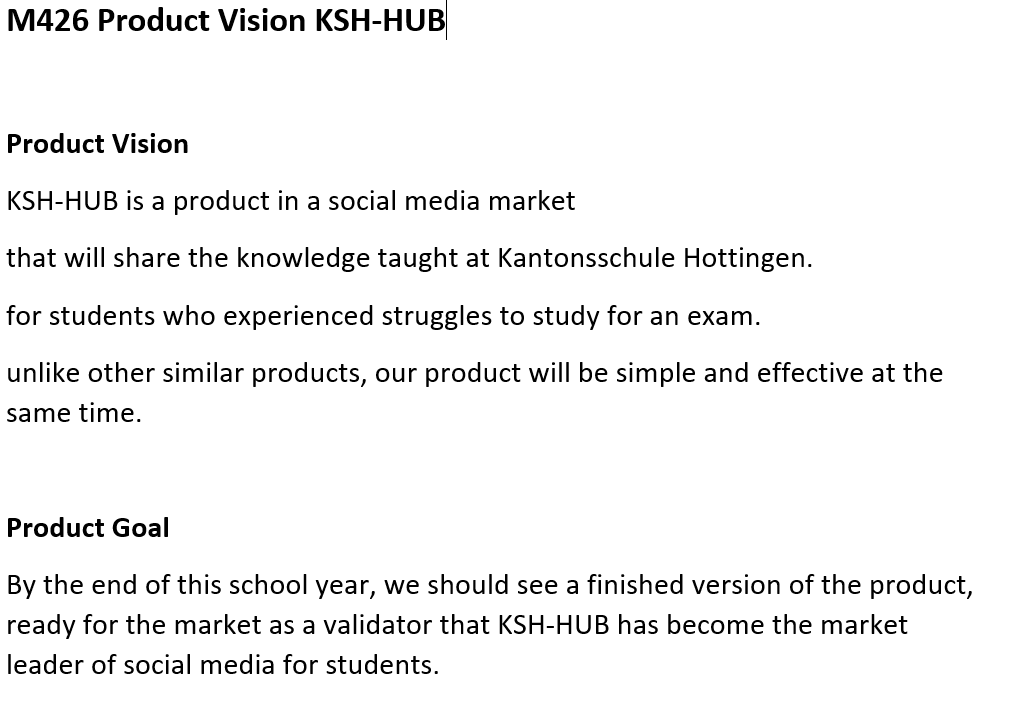 M426 Product Vision KSH-HUB
Product Vision
KSH-HUB is a product in a social media market
that will share the knowledge taught at Kantonsschule Hottingen.
for students who experienced struggles to study for an exam.
unlike other similar products, our product will be simple and effective at the
same time.
Product Goal
By the end of this school year, we should see a finished version of the product,
ready for the market as a validator that KSH-HUB has become the market
leader of social media for students.